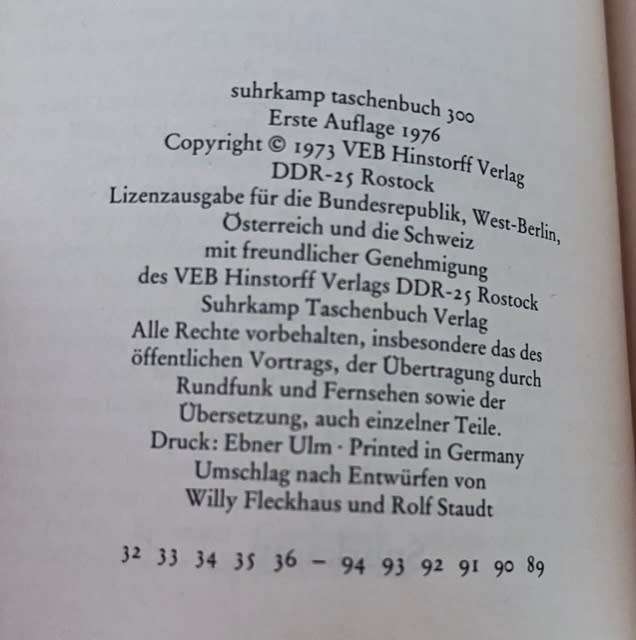 suhrkamp taschenbuch 300
Erste Auflage 1976
Copyright © 1973 VEB Hinstorff Verlag
DDR-25 Rostock
Lizenzausgabe für die Bundesrepublik, West-Berlin,
Österreich und die Schweiz
mit freundlicher Genehmigung
des VEB Hinstorff Verlags DDR-25 Rostock
Suhrkamp Taschenbuch Verlag
Alle Rechte vorbehalten, insbesondere das des
öffentlichen Vortrags, der Übertragung durch
Rundfunk und Fernsehen sowie der
Übersetzung, auch einzelner Teile.
Druck: Ebner Ulm · Printed in Germany
Umschlag nach Entwürfen von
Willy Fleckhaus und Rolf Staudt
32 33 34 35 36 – 94 93 92 91 90 89